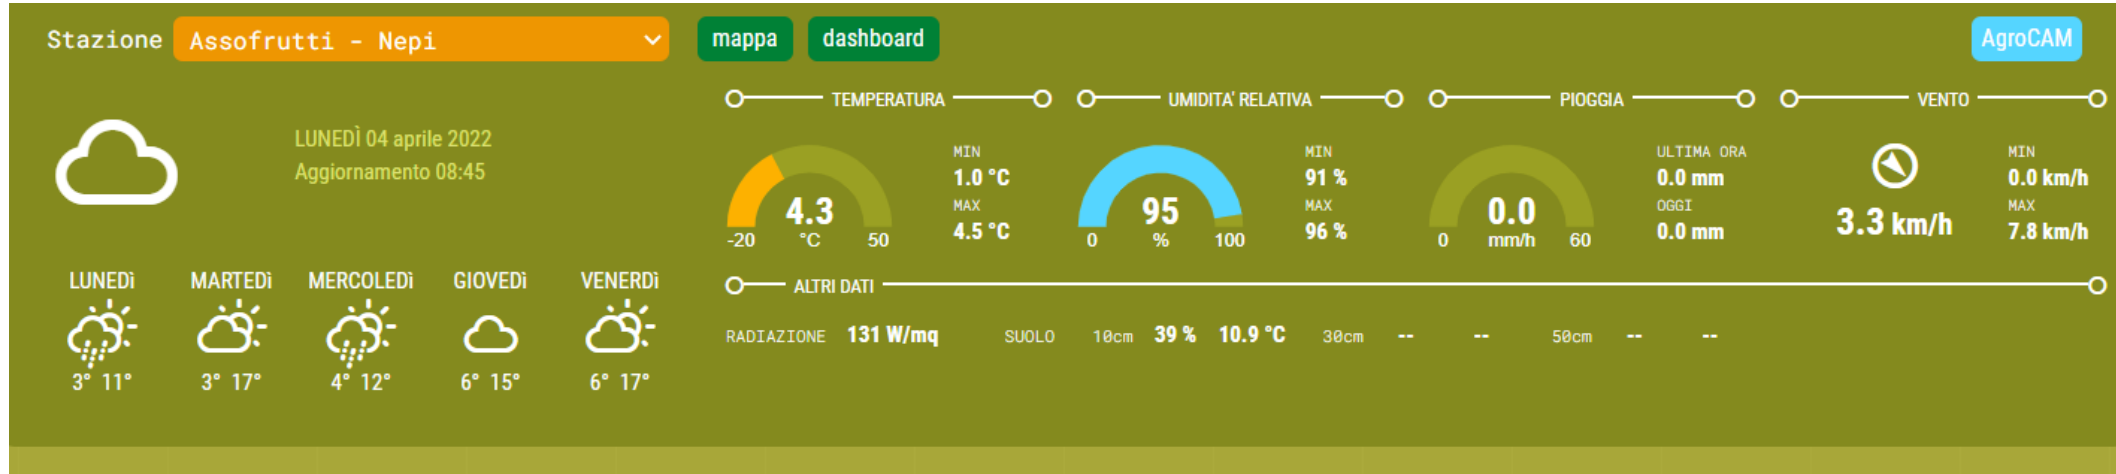 Stazione Assofrutti - Nepi mappa dashboard AgroCAM
LUNEDÌ 04 aprile 2022
Aggiornamento 08:45
LUNEDÌ MARTEDÌ MERCOLEDÌ GIOVEDÌ VENERDÌ
3° 11° 3° 17° 4° 12° 6° 15° 6° 17°
TEMPERATURA
4.3
-20 °C 50
MIN
1.0 °C
MAX
4.5 °C
UMIDITA' RELATIVA
95
0 % 100
MIN
91 %
MAX
96 %
PIOGGIA
0.0
0 mm/h 60
ULTIMA ORA
0.0 mm
OGGI
0.0 mm
VENTO
3.3 km/h
MIN
0.0 km/h
MAX
7.8 km/h
ALTRI DATI
RADIAZIONE 131 W/mq SUOLO 10cm 39 % 10.9 °C 30cm -- -- 50cm -- --